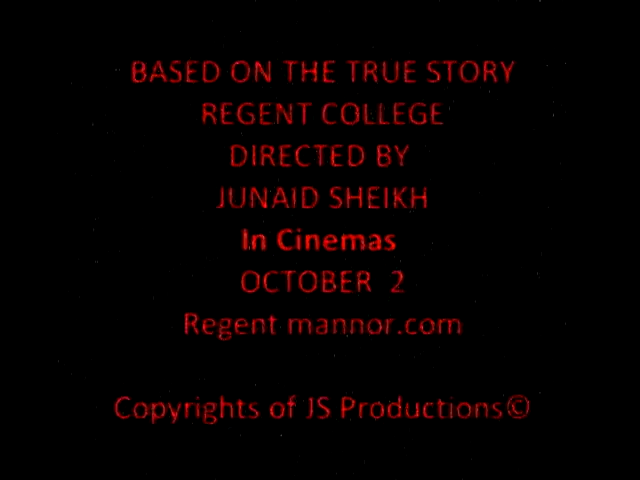 BASED ON THE TRUE STORY
REGENT COLLEGE
DIRECTED BY
JUNAID SHEIKH
In Cinemas
OCTOBER 2
Regent mannor.com
Copyrights of JS Productions©